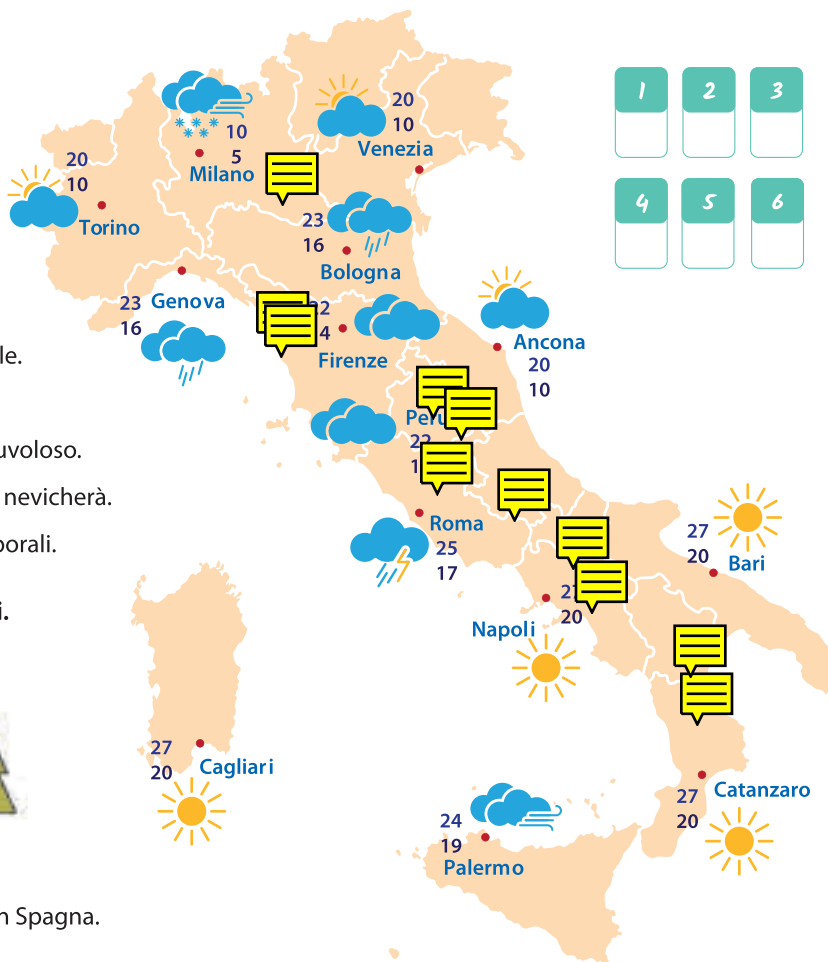 1 2 3
4 5 6
20
10
Venezia
10
5
Milano
20
10
Torino
23
16
Bologna
23
16
Genova
Firenze
Ancona
20
10
le.
uvoloso.
nevicherà.
porali.
i.
22
Roma
25
17
27
20
Bari
20
Napoli
27
20
Cagliari
27
20
Catanzaro
24
19
Palermo
n Spagna.